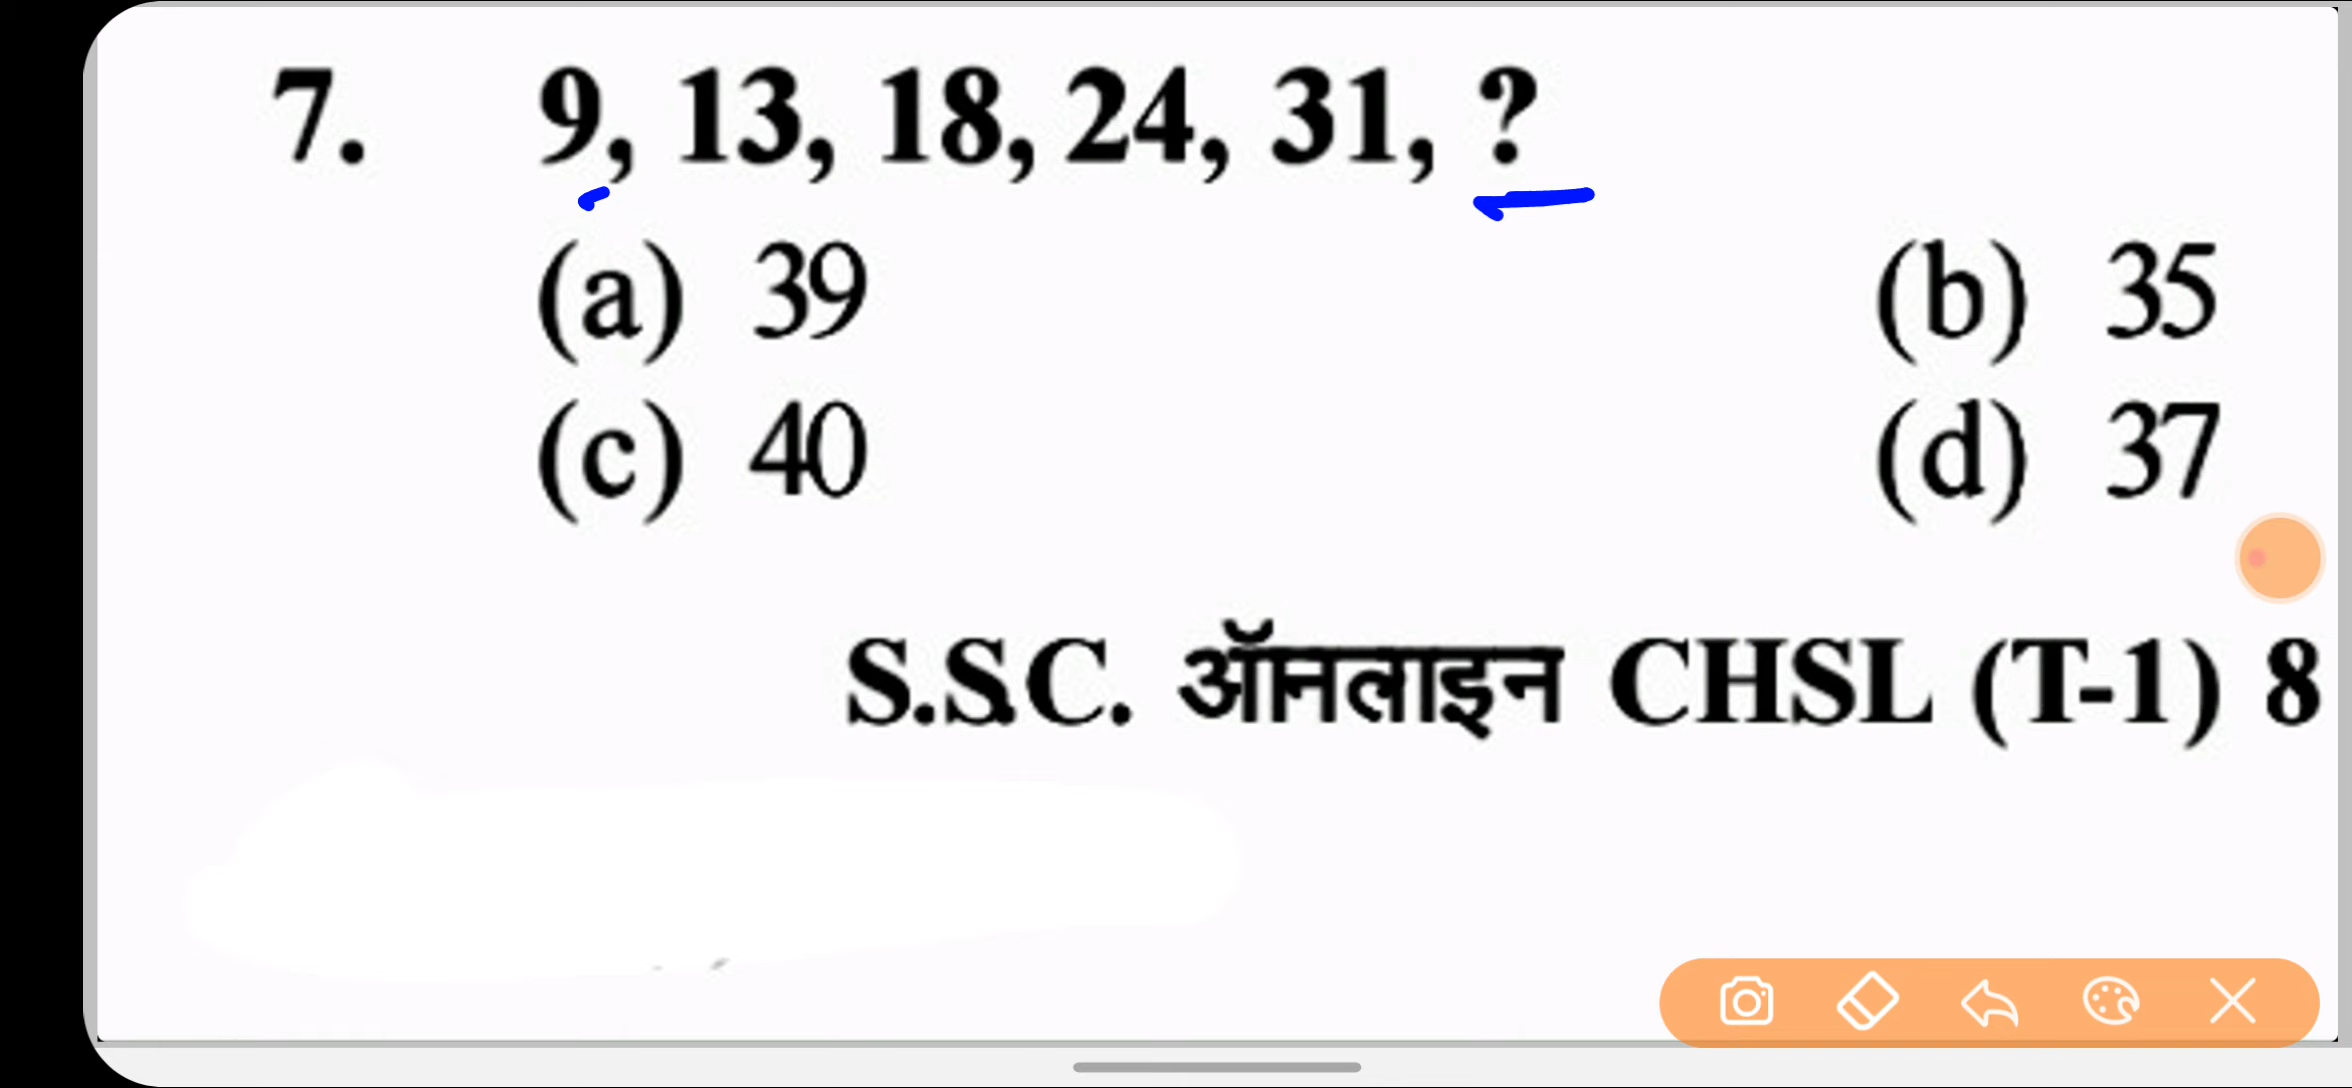 7. 9, 13, 18, 24, 31, ?
(a) 39 (b) 35
(c) 40 (d) 37
S.S.C. ऑनलाइन CHSL (T-1) 8